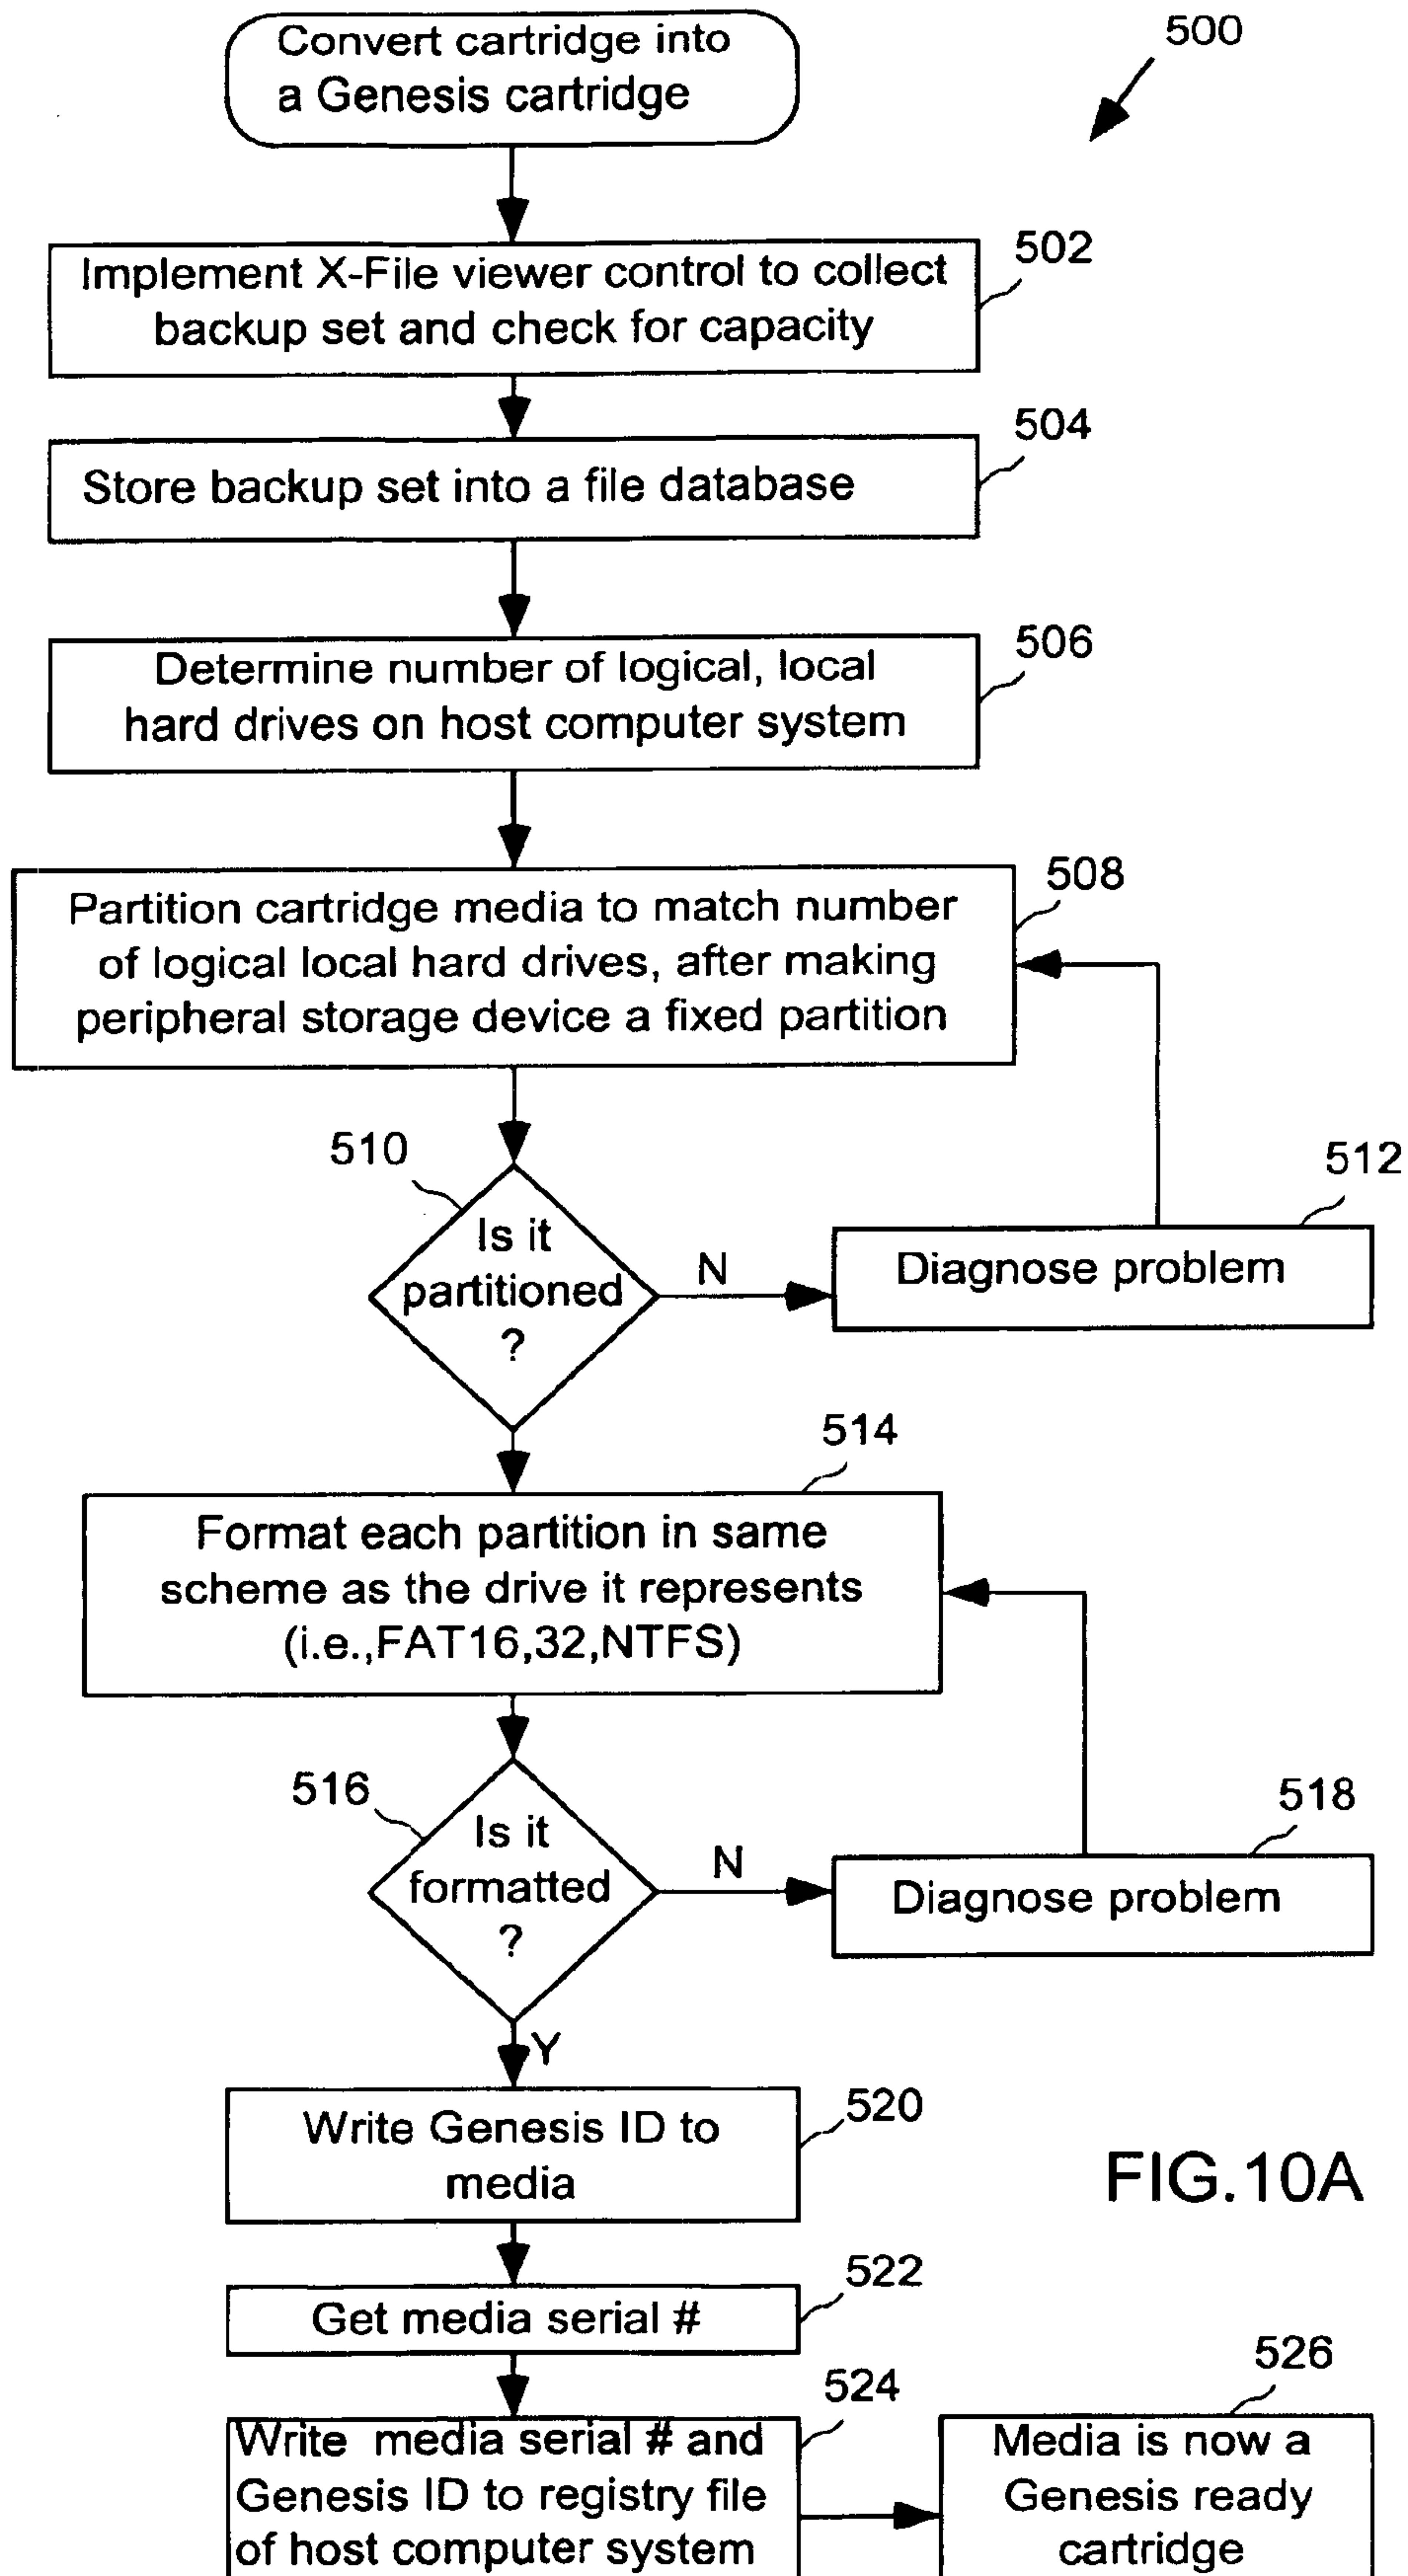 Convert cartridge into
a Genesis cartridge
500
502
Implement X-File viewer control to collect
backup set and check for capacity
504
Store backup set into a file database
506
Determine number of logical, local
hard drives on host computer system
508
Partition cartridge media to match number
of logical local hard drives, after making
peripheral storage device a fixed partition
510
Is it
partitioned
?
N
512
Diagnose problem
514
Format each partition in same
scheme as the drive it represents
(i.e.,FAT16,32,NTFS)
516
Is it
formatted
?
N
518
Diagnose problem
Y
520
Write Genesis ID to
media
FIG.10A
522
Get media serial #
524
Write media serial # and
Genesis ID to registry file
of host computer system
526
Media is now a
Genesis ready
cartridge